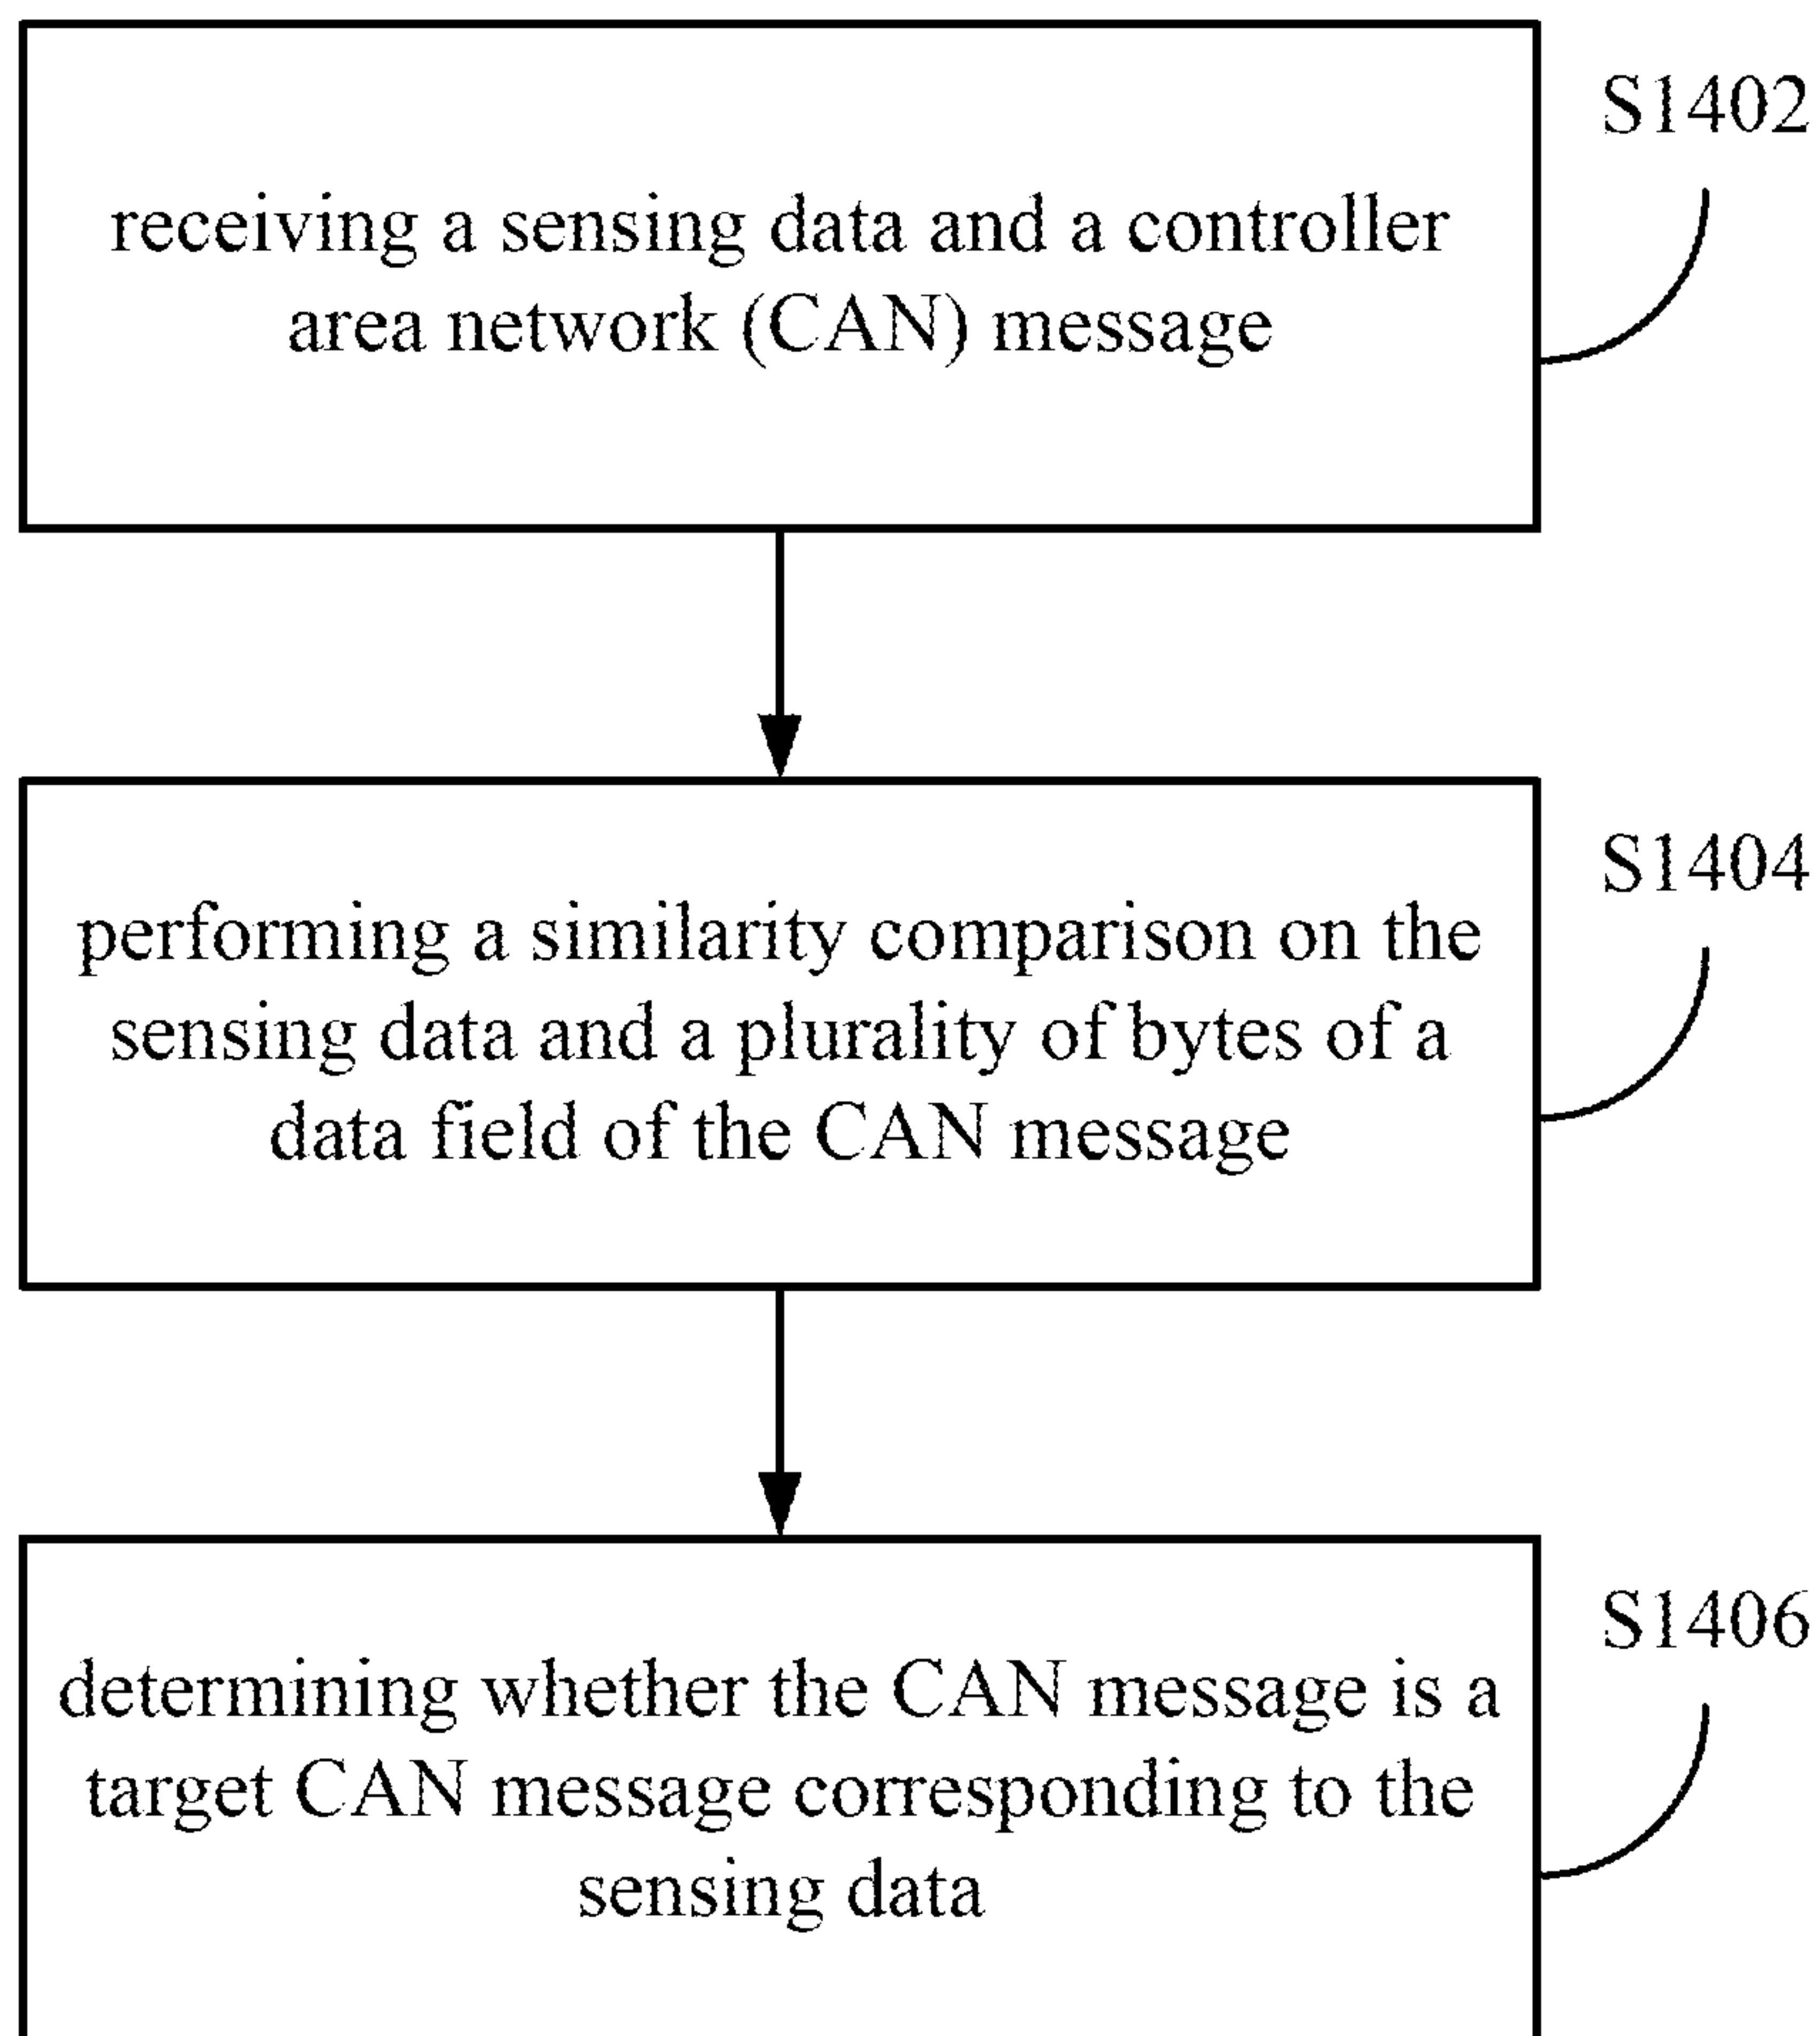 S1402
receiving a sensing data and a controller
area network (CAN) message
S1404
performing a similarity comparison on the
sensing data and a plurality of bytes of a
data field of the CAN message
S1406
determining whether the CAN message is a
target CAN message corresponding to the
sensing data